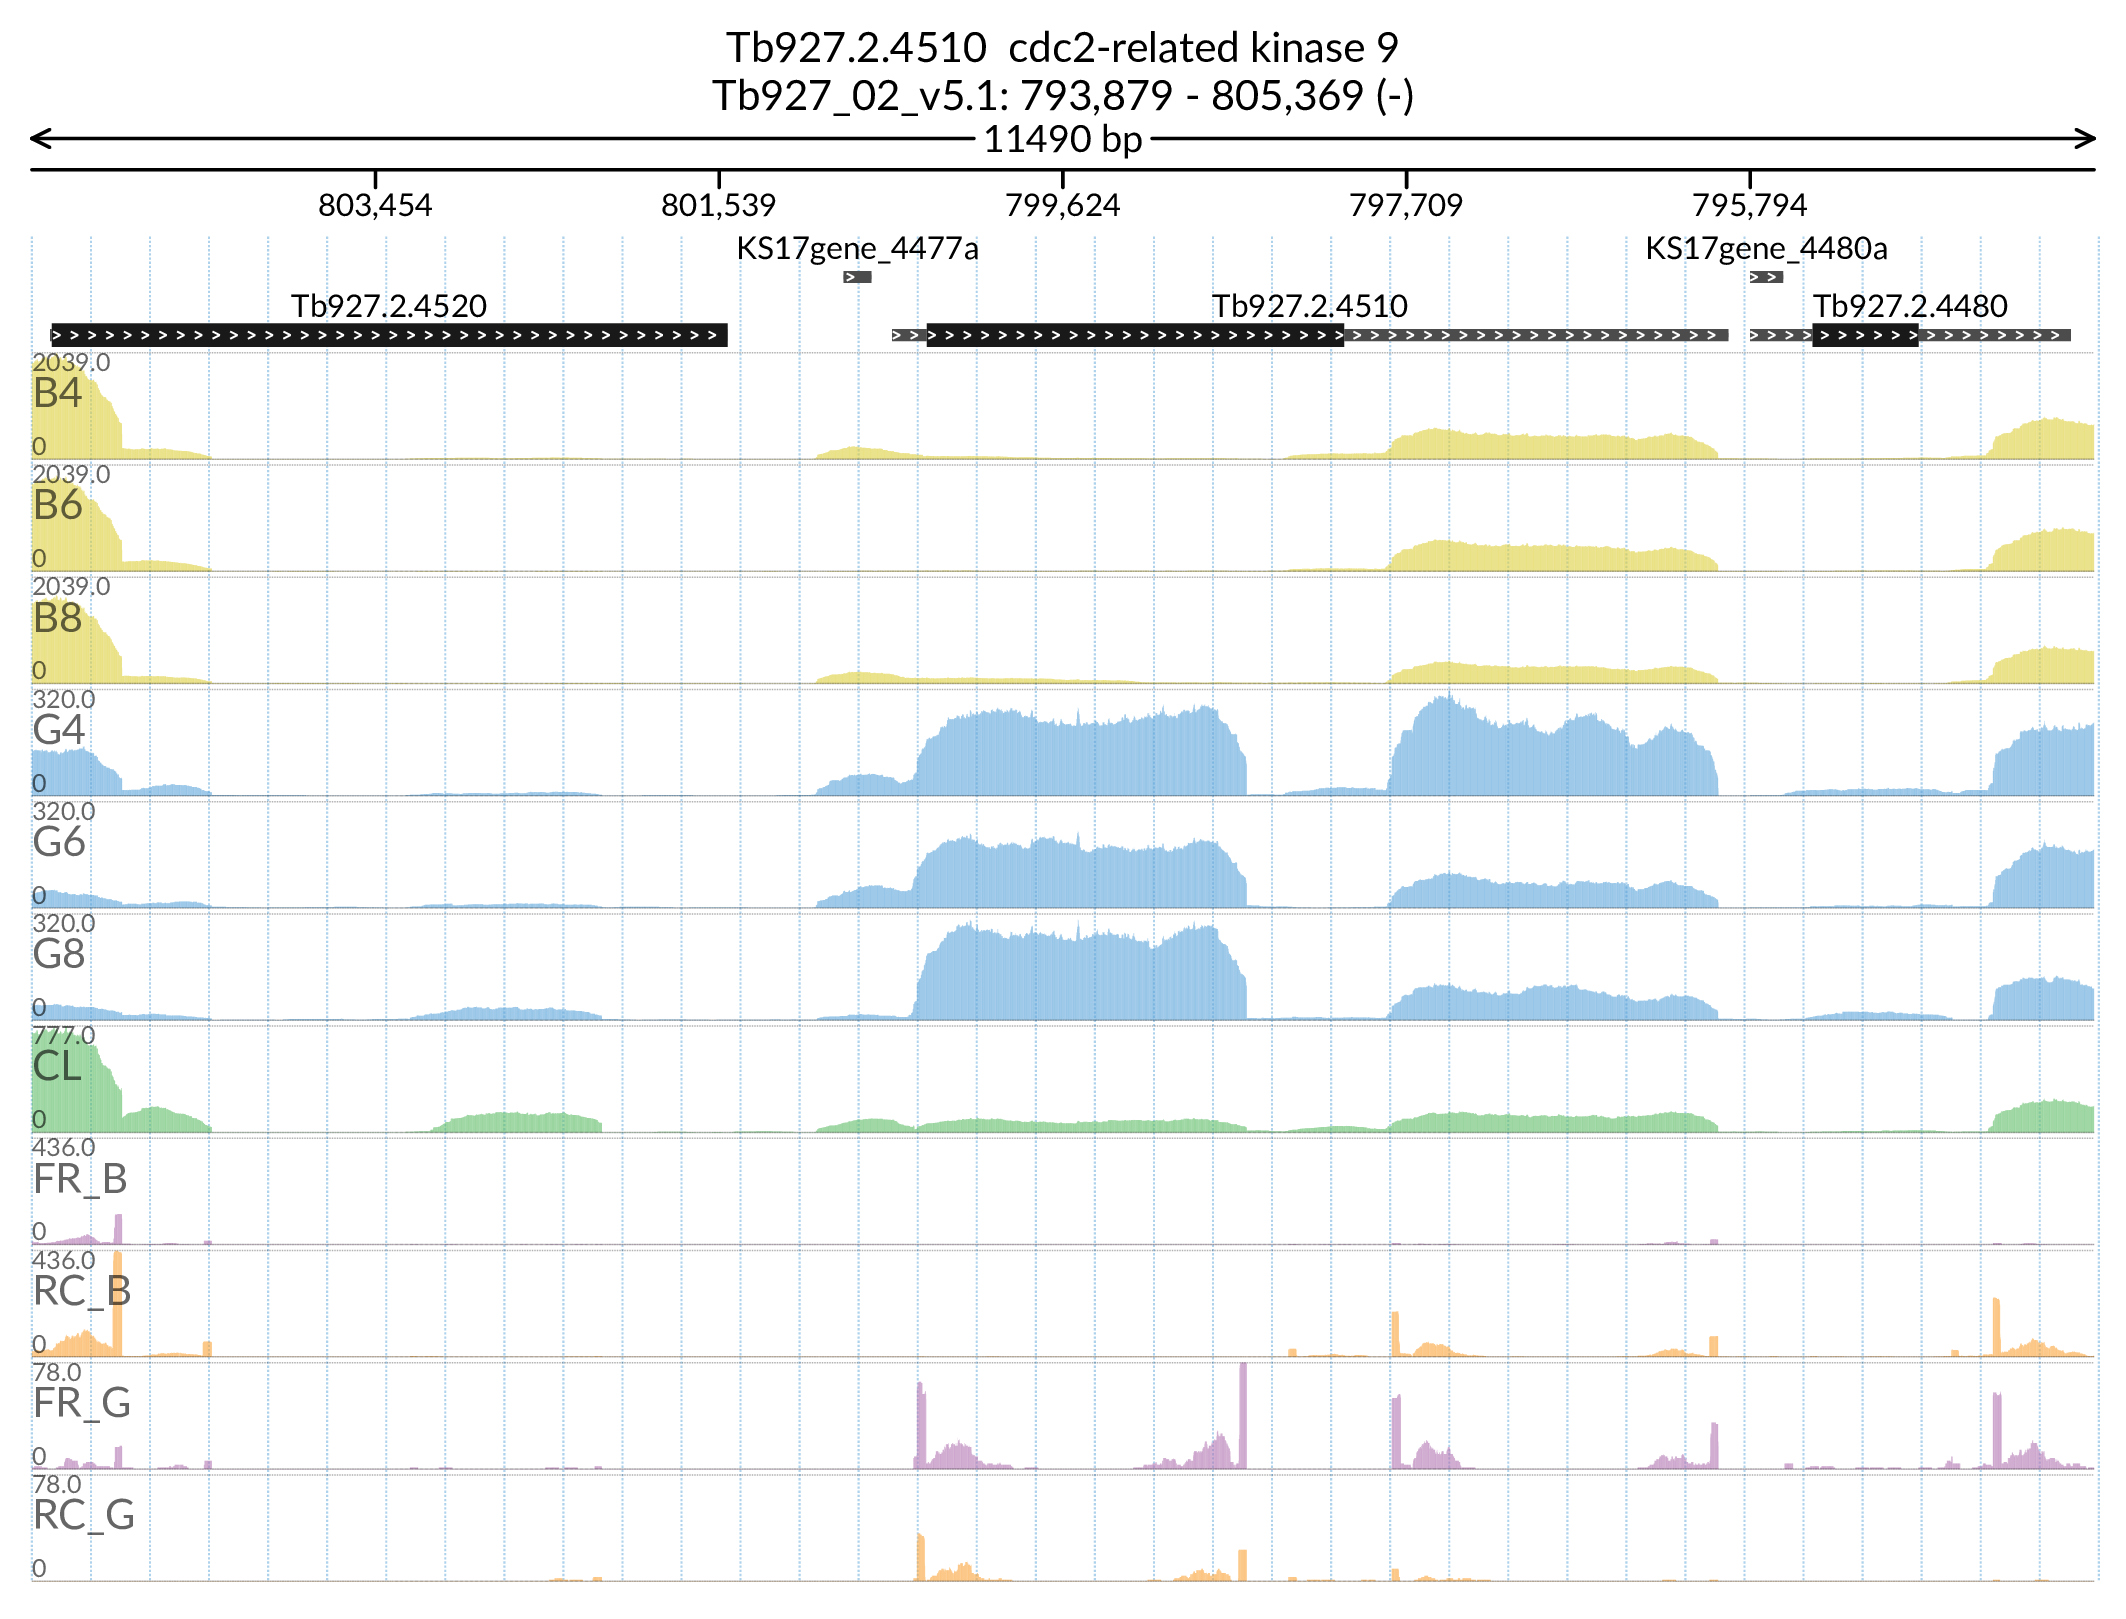 Tb927.2.4510  cdc2-related kinase 9
Tb927_02_v5.1: 793,879 - 805,369 (-)
11490 bp
803,454 801,539 799,624 797,709 795,794
KS17gene_4477a KS17gene_4480a
Tb927.2.4520 Tb927.2.4510 Tb927.2.4480
2039.0
B4
0
2039.0
B6
0
2039.0
B8
0
320.0
G4
0
320.0
G6
0
320.0
G8
0
777.0
CL
0
436.0
FR_B
0
436.0
RC_B
0
78.0
FR_G
0
78.0
RC_G
0